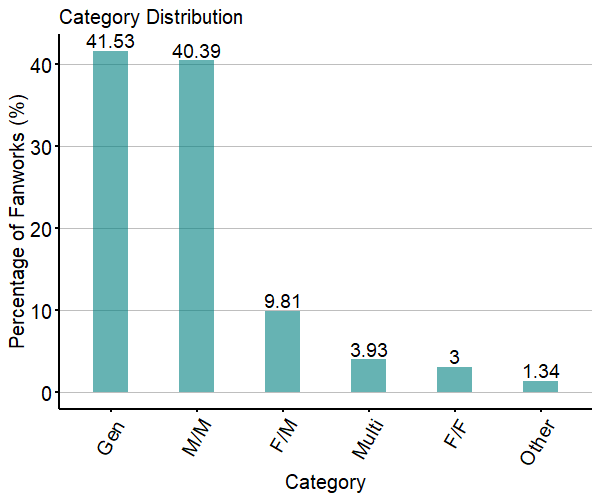 Category Distribution
41.53
40.39
9.81
3.93
3
1.34
Percentage of Fanworks (%)
40
30
20
10
0
Gen
M/M
F/M
Multi
F/F
Other
Category